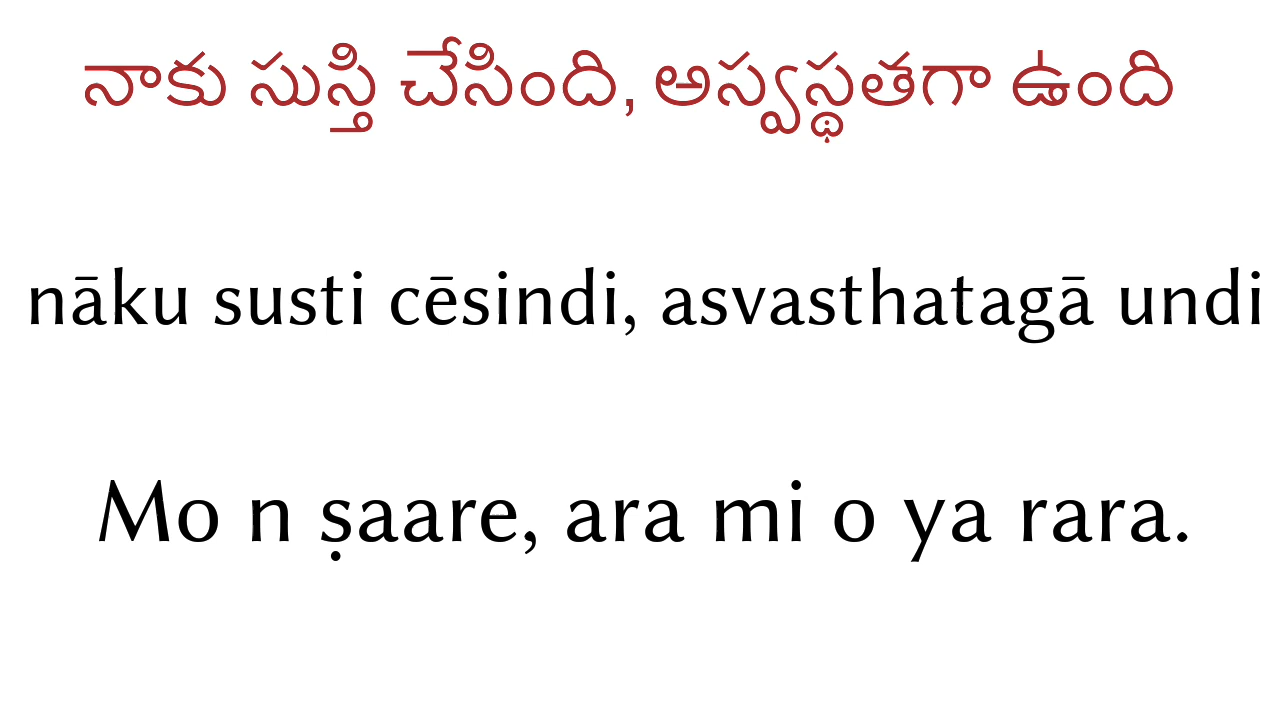 నాకు సుస్తి చేసింది, అస్వస్థతగా ఉంది
nāku susti cēsindi, asvasthatagā undi
Mo n ṣaare, ara mi o ya rara.